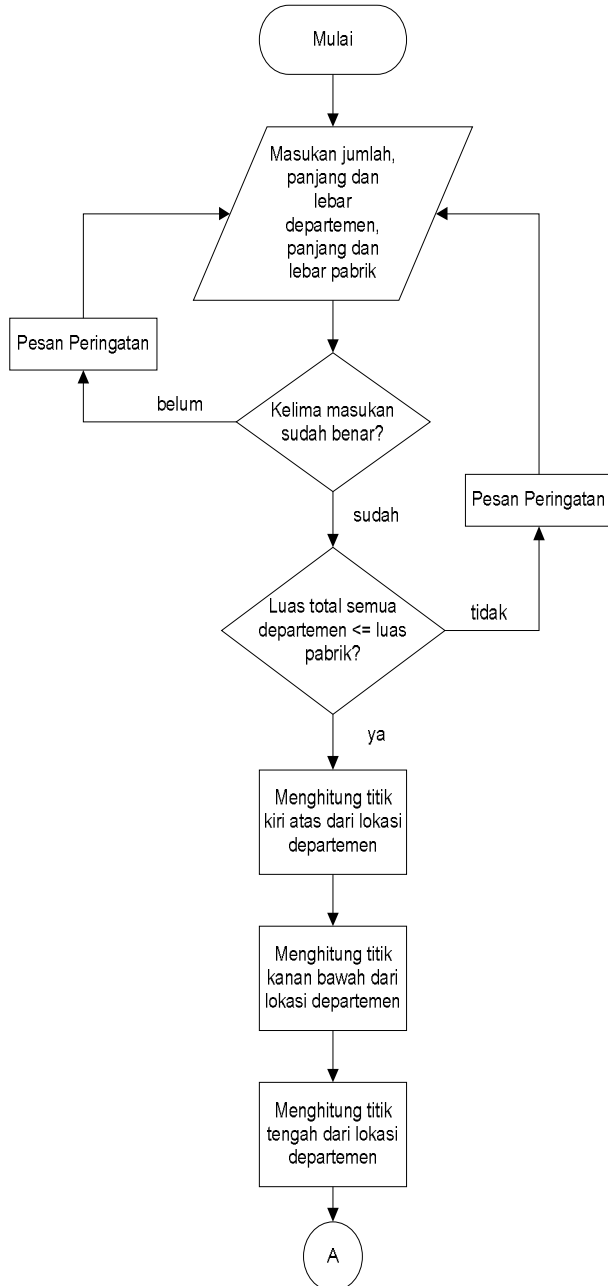 Mulai
Masukan jumlah,
panjang dan
lebar
departemen,
panjang dan
lebar pabrik
Pesan Peringatan
belum
Kelima masukan
sudah benar?
Pesan Peringatan
sudah
Luas total semua
departemen <= luas
pabrik?
tidak
ya
Menghitung titik
kiri atas dari lokasi
departemen
Menghitung titik
kanan bawah dari
lokasi departemen
Menghitung titik
tengah dari lokasi
departemen
A